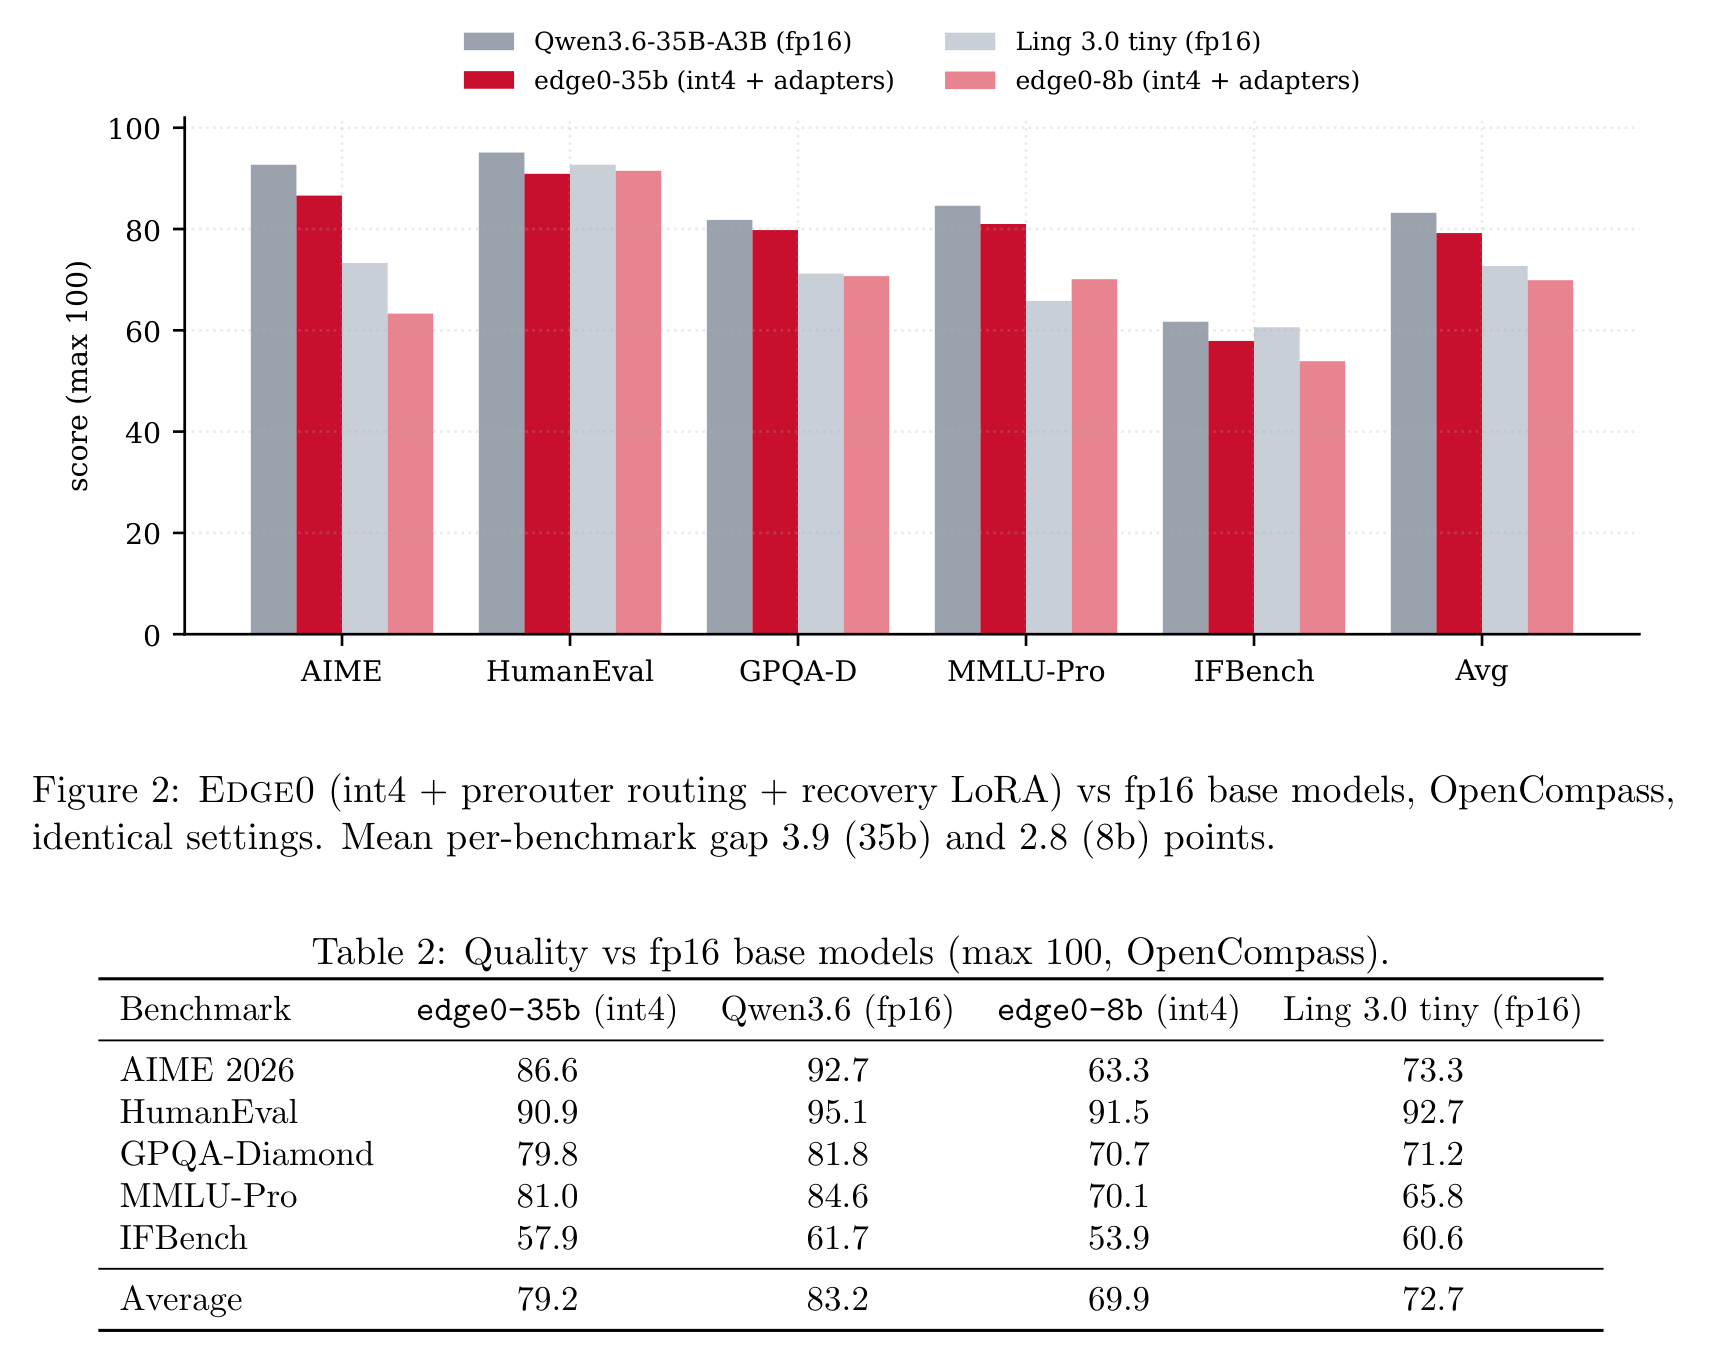 Qwen3.6-35B-A3B (fp16) Ling 3.0 tiny (fp16)
edge0-35b (int4 + adapters) edge0-8b (int4 + adapters)
100
80
60
40
20
0
score (max 100)
AIME HumanEval GPQA-D MMLU-Pro IFBench Avg
Figure 2: EDGE0 (int4 + prerouter routing + recovery LoRA) vs fp16 base models, OpenCompass,
identical settings. Mean per-benchmark gap 3.9 (35b) and 2.8 (8b) points.
Table 2: Quality vs fp16 base models (max 100, OpenCompass).
Benchmark edge0-35b (int4) Qwen3.6 (fp16) edge0-8b (int4) Ling 3.0 tiny (fp16)
AIME 2026 86.6 92.7 63.3 73.3
HumanEval 90.9 95.1 91.5 92.7
GPQA-Diamond 79.8 81.8 70.7 71.2
MMLU-Pro 81.0 84.6 70.1 65.8
IFBench 57.9 61.7 53.9 60.6
Average 79.2 83.2 69.9 72.7